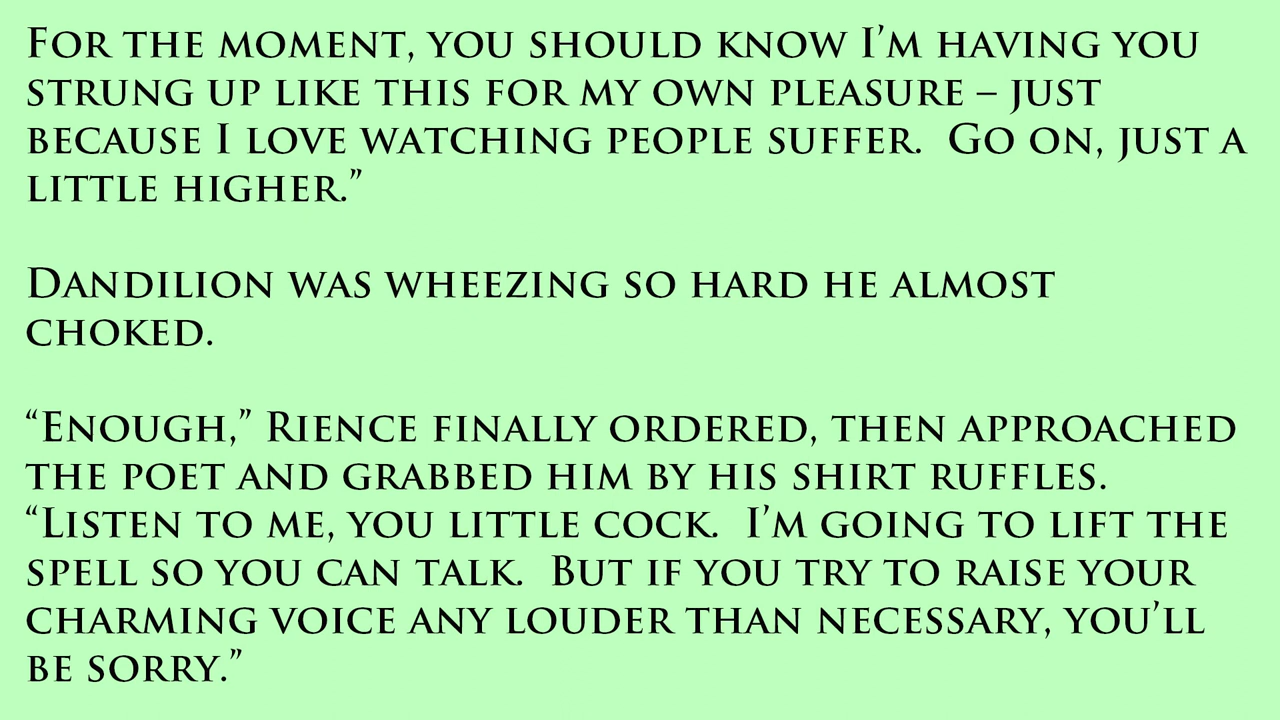 For the moment, you should know I’m having you
strung up like this for my own pleasure – just
because I love watching people suffer.  Go on, just a
little higher.”
Dandilion was wheezing so hard he almost
choked.
“Enough,” Rience finally ordered, then approached
the poet and grabbed him by his shirt ruffles.
“Listen to me, you little cock.  I’m going to lift the
spell so you can talk.  But if you try to raise your
charming voice any louder than necessary, you’ll
be sorry.”